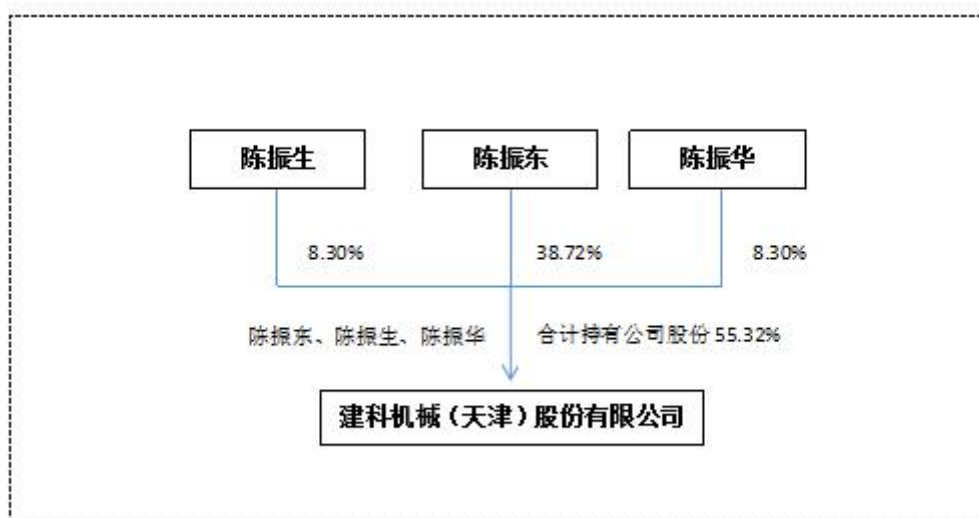 陈振生
陈振东
陈振华
8.30%
38.72%
8.30%
陈振东、陈振生、陈振华
合计持有公司股份 55.32%
建科机械（天津）股份有限公司